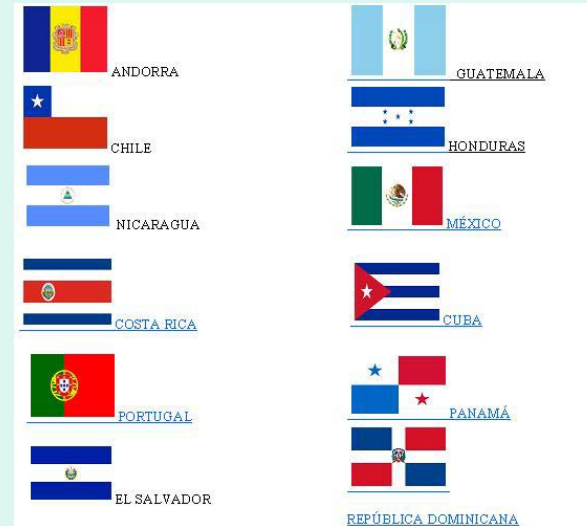 ANDORRA
GUATEMALA
CHILE
HONDURAS
NICARAGUA
MÉXICO
COSTA RICA
CUBA
PORTUGAL
PANAMÁ
EL SALVADOR
REPÚBLICA DOMINICANA